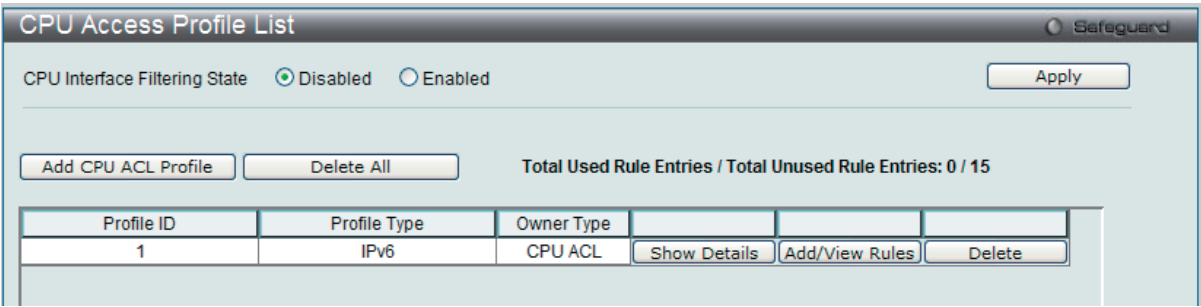 CPU Access Profile List
Safeguard
CPU Interface Filtering State Disabled Enabled Apply
Add CPU ACL Profile Delete All Total Used Rule Entries / Total Unused Rule Entries: 0 / 15
Profile ID Profile Type Owner Type
1 IPv6 CPU ACL Show Details Add/View Rules Delete